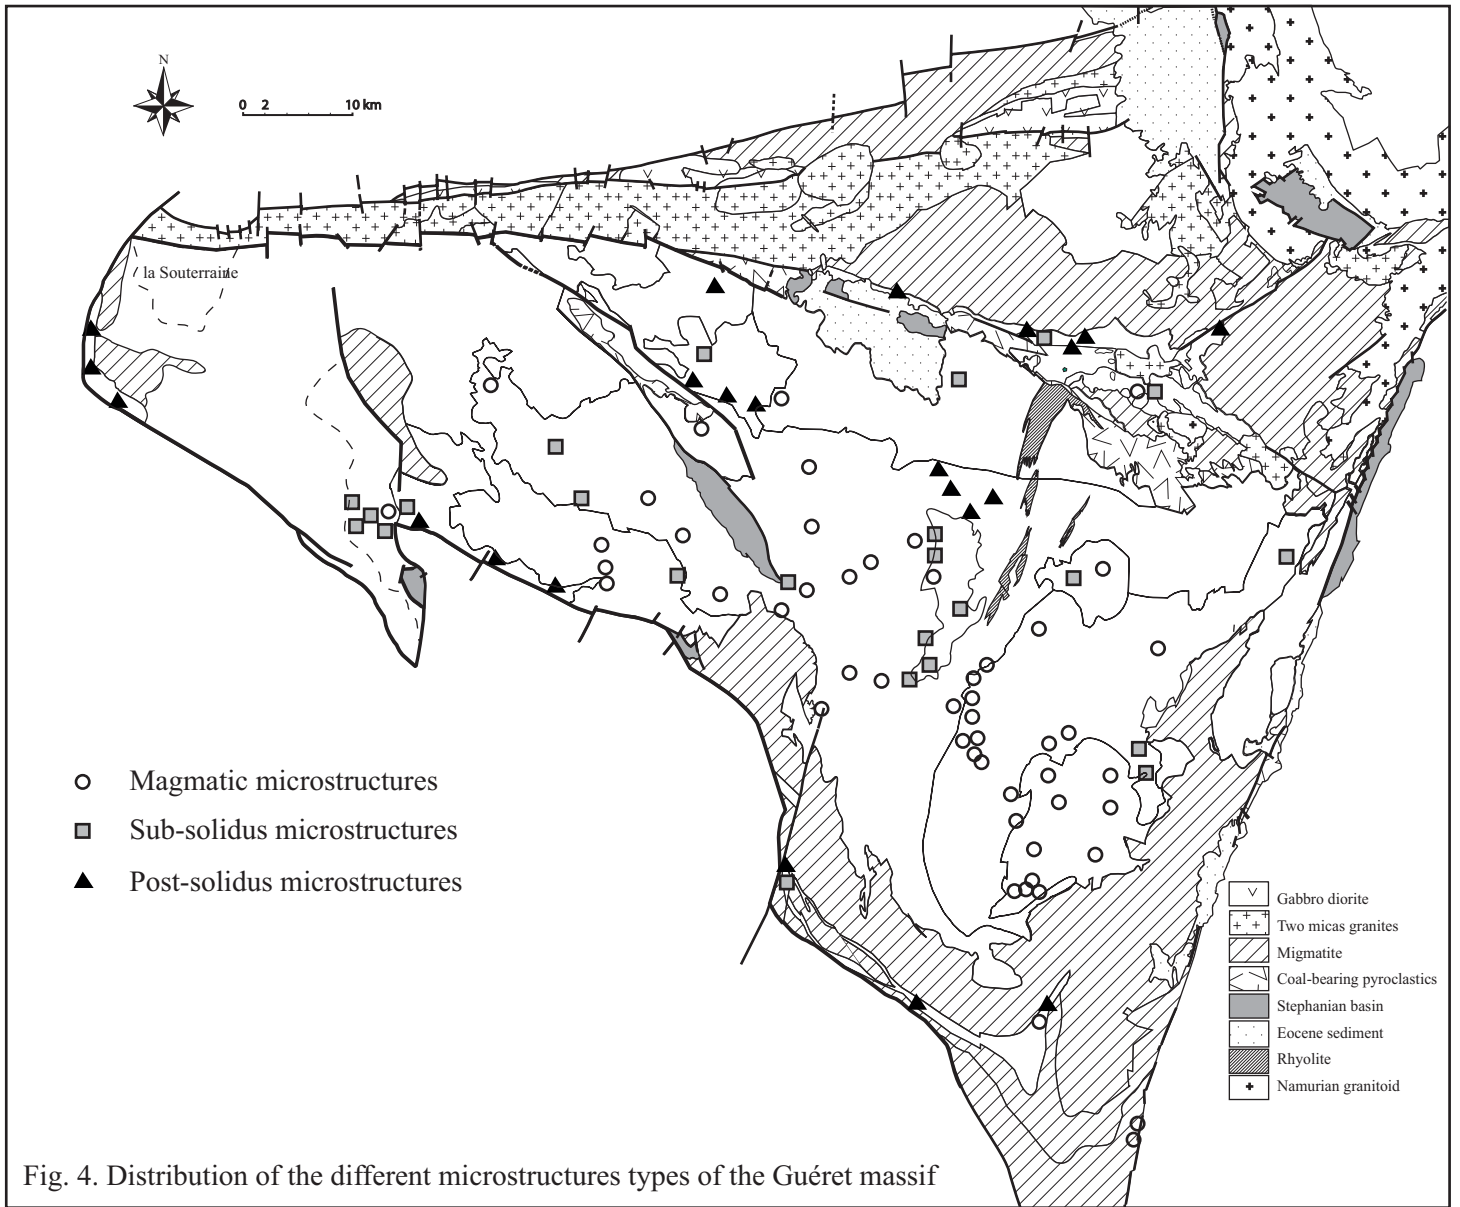 N
0 2 10 km
la Souterraine
Magmatic microstructures
Sub-solidus microstructures
Post-solidus microstructures
Gabbro diorite
Two micas granites
Migmatite
Coal-bearing pyroclastics
Stephanian basin
Eocene sediment
Rhyolite
Namurian granitoid
Fig. 4. Distribution of the different microstructures types of the Guéret massif